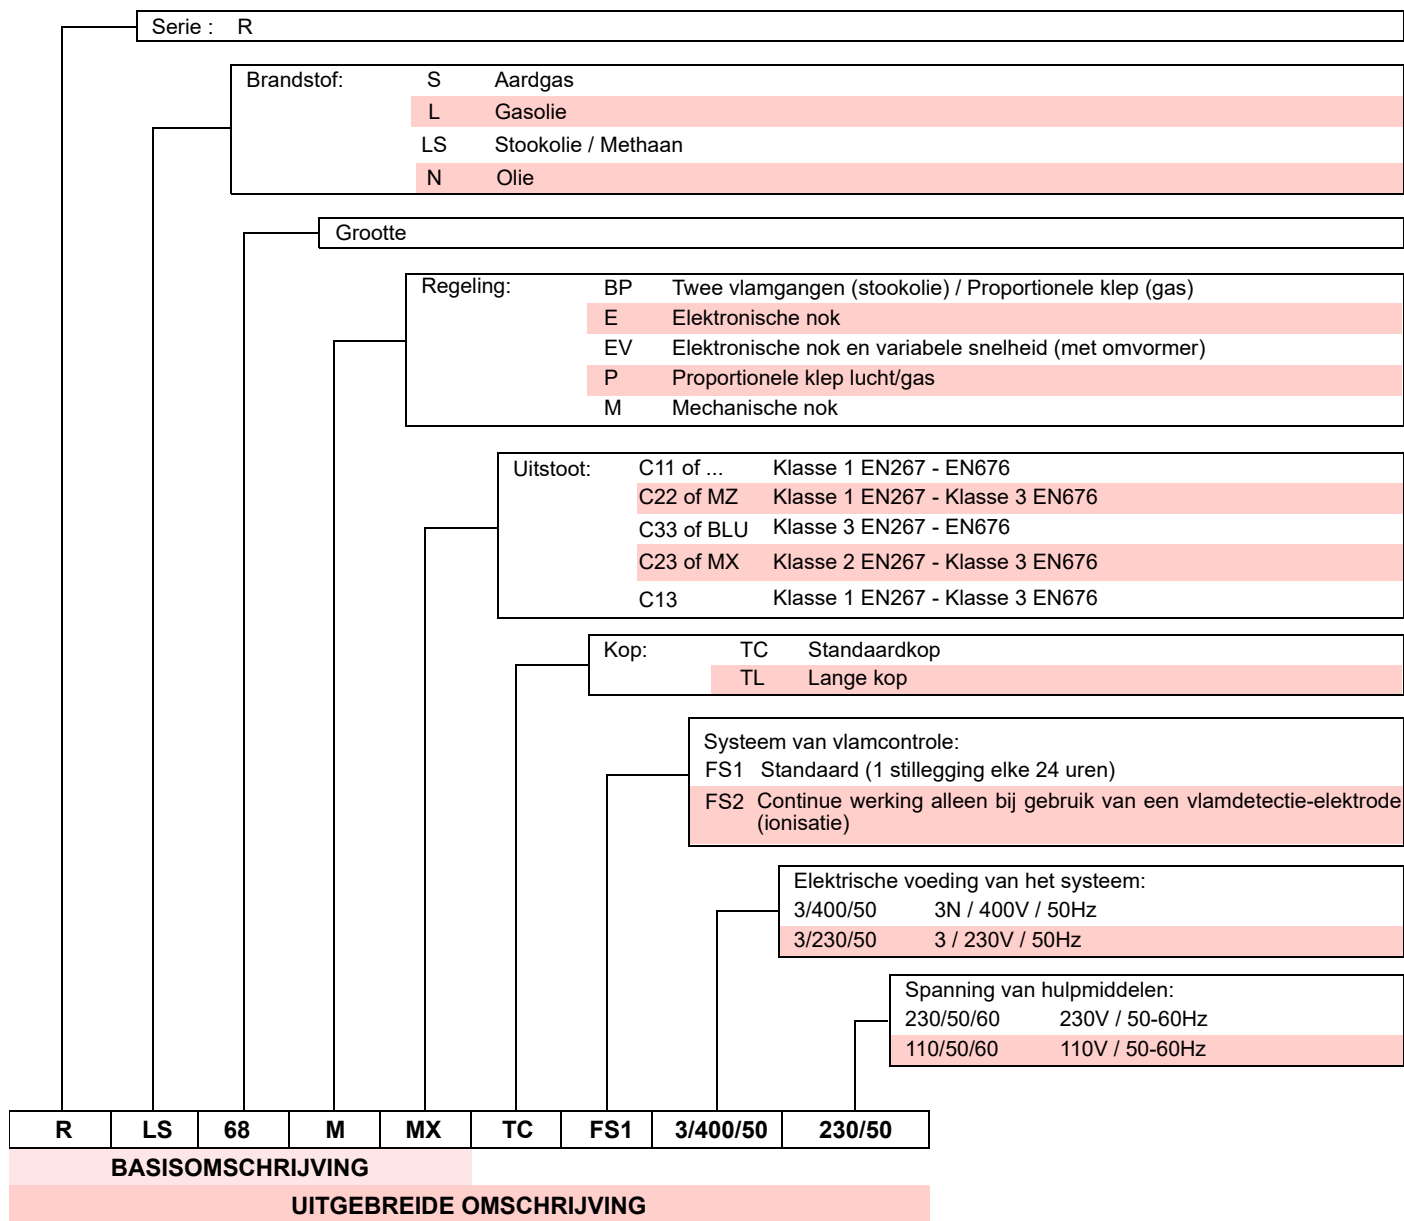 Serie : R
Brandstof: S Aardgas
L Gasolie
LS Stookolie / Methaan
N Olie
Grootte
Regeling: BP Twee vlamgangen (stookolie) / Proportionele klep (gas)
E Elektronische nok
EV Elektronische nok en variabele snelheid (met omvormer)
P Proportionele klep lucht/gas
M Mechanische nok
Uitstoot: C11 of ... Klasse 1 EN267 - EN676
C22 of MZ Klasse 1 EN267 - Klasse 3 EN676
C33 of BLU Klasse 3 EN267 - EN676
C23 of MX Klasse 2 EN267 - Klasse 3 EN676
C13 Klasse 1 EN267 - Klasse 3 EN676
Kop: TC Standaardkop
TL Lange kop
Systeem van vlamcontrole:
FS1 Standaard (1 stillegging elke 24 uren)
FS2 Continue werking alleen bij gebruik van een vlamdetectie-elektrode
(ionisatie)
Elektrische voeding van het systeem:
3/400/50 3N / 400V / 50Hz
3/230/50 3 / 230V / 50Hz
Spanning van hulpmiddelen:
230/50/60 230V / 50-60Hz
110/50/60 110V / 50-60Hz
R LS 68 M MX TC FS1 3/400/50 230/50
BASISOMSCHRIJVING
UITGEBREIDE OMSCHRIJVING